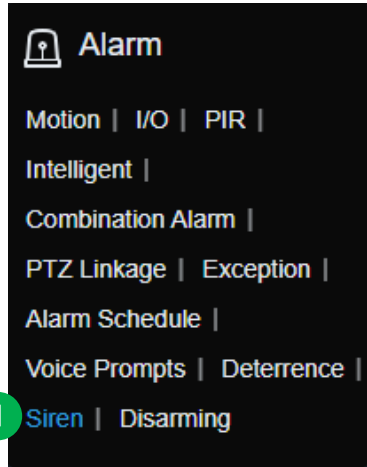 Alarm
Motion | I/O | PIR |
Intelligent |
Combination Alarm |
PTZ Linkage | Exception |
Alarm Schedule |
Voice Prompts | Deterrence |
Siren | Disarming